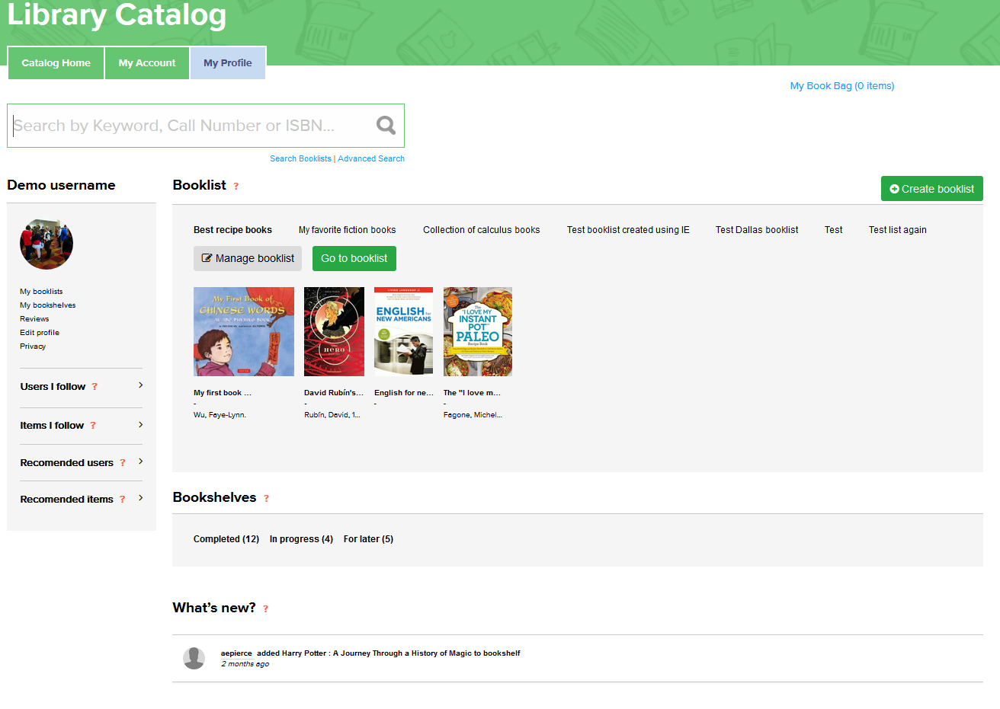 Library Catalog
Catalog Home
My Account
My Profile
My Book Bag (0 items)
Search by Keyword, Call Number or ISBN...
Search Booklists | Advanced Search
Demo username
My booklists
My bookshelves
Reviews
Edit profile
Privacy
Users I follow ?
Items I follow ?
Recomended users ?
Recomended items ?
Booklist ?
Create booklist
Best recipe books
My favorite fiction books
Collection of calculus books
Test booklist created using IE
Test Dallas booklist
Test
Test list again
Manage booklist
Go to booklist
My First Book of
CHINESE WORDS
HERO
LIVING LANGUAGE
ENGLISH for
NEW AMERICANS
The
"I LOVE MY
INSTANT
POT"
PALEO
Recipe Book
My first book ...
-
Wu, Faye-Lynn.
David Rubín's...
-
Rubín, David, 1...
English for ne...
-
The "I love m...
-
Fagone, Michel...
Bookshelves ?
Completed (12) In progress (4) For later (5)
What's new? ?
aepierce added Harry Potter : A Journey Through a History of Magic to bookshelf
2 months ago